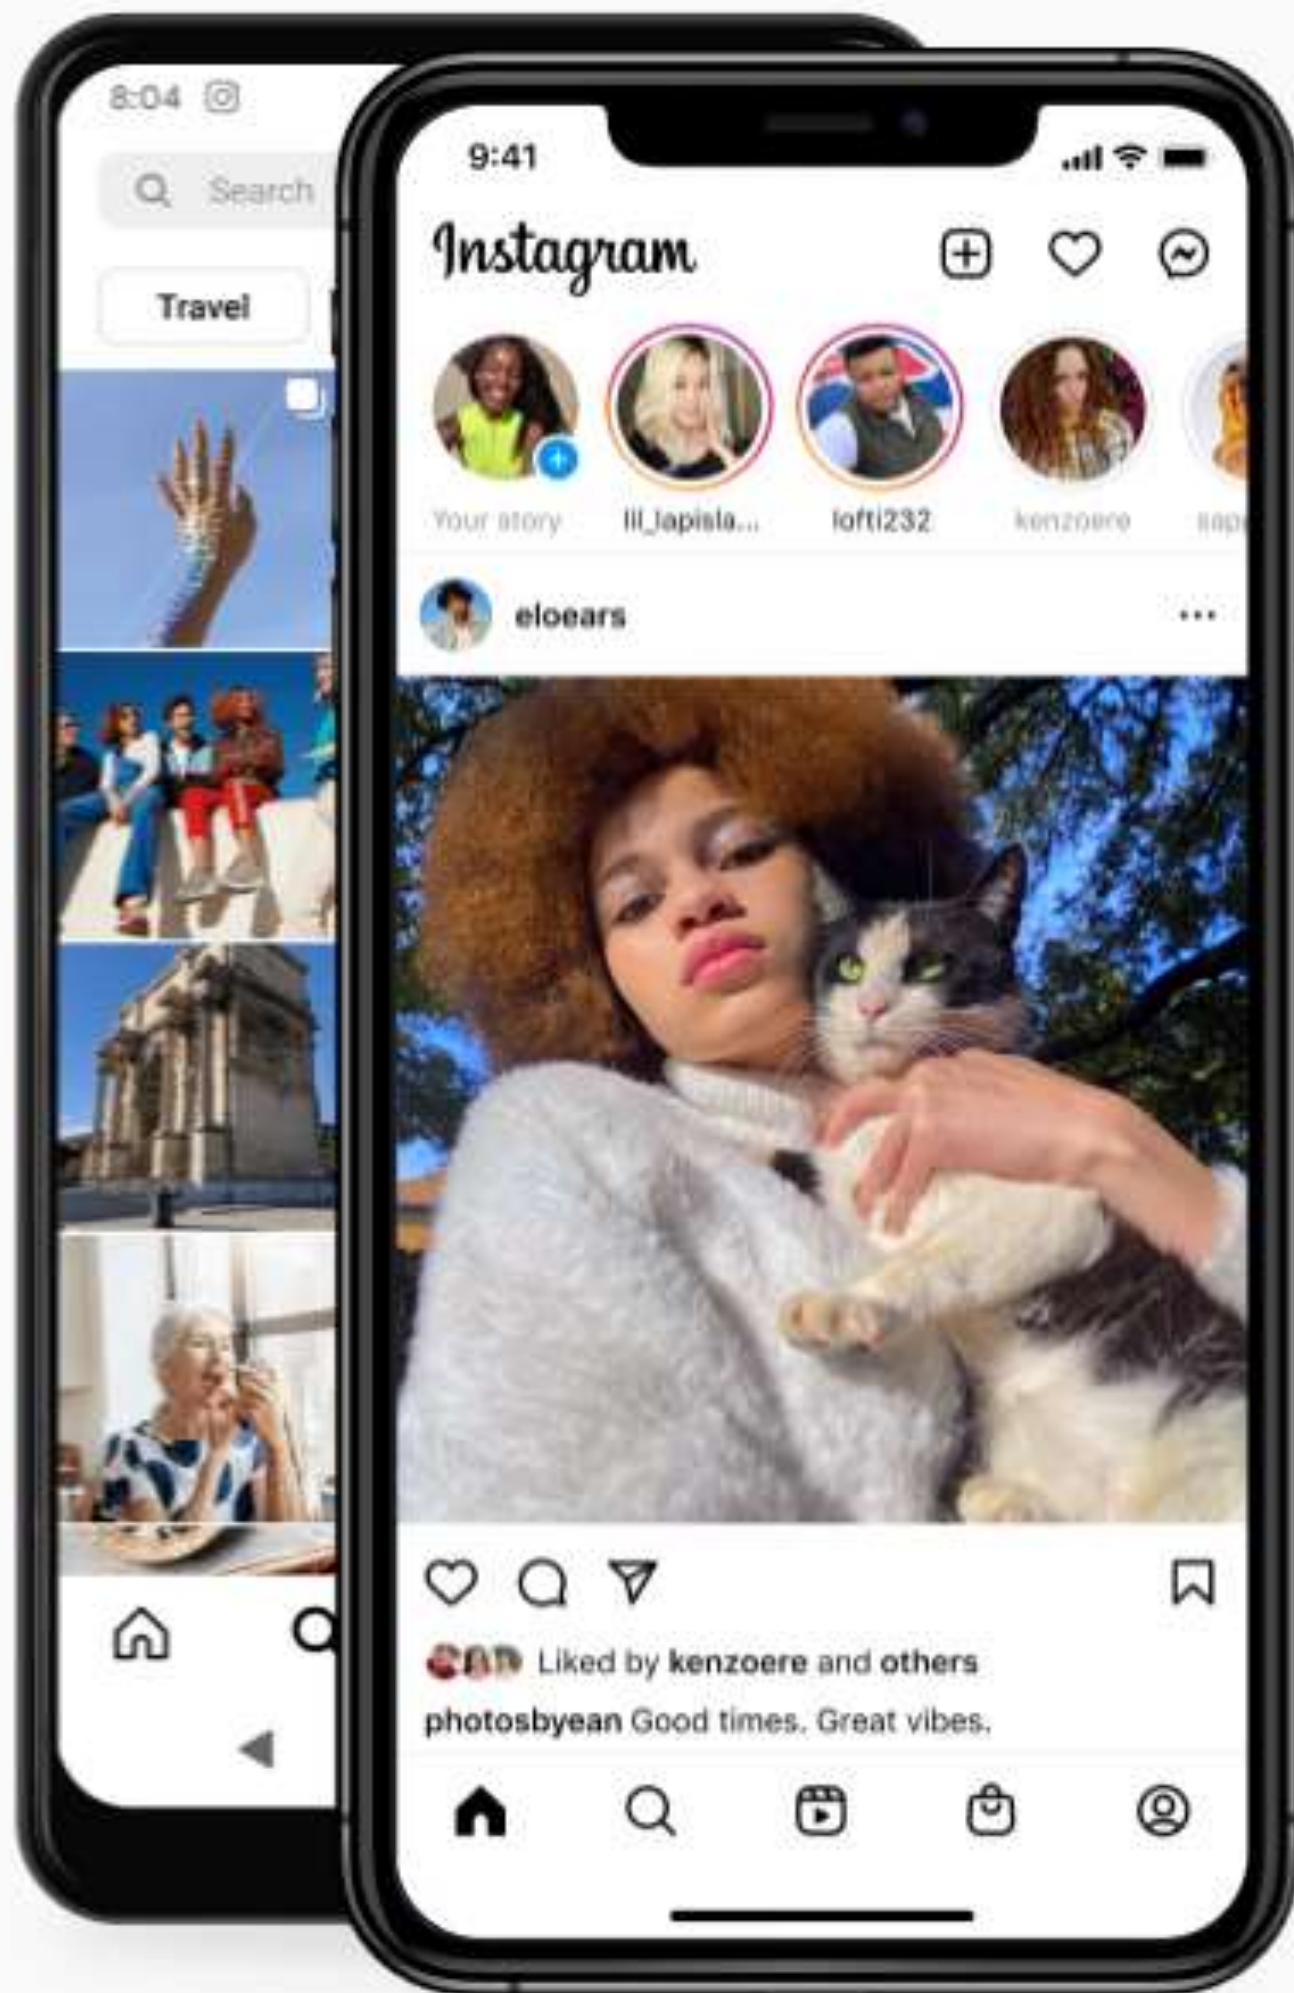 8:04
Search
Travel
9:41
Instagram
Your story
lil_lapisla...
lofti232
kenzoere
sap
eloears
Liked by kenzoere and others
photosbyean Good times. Great vibes.